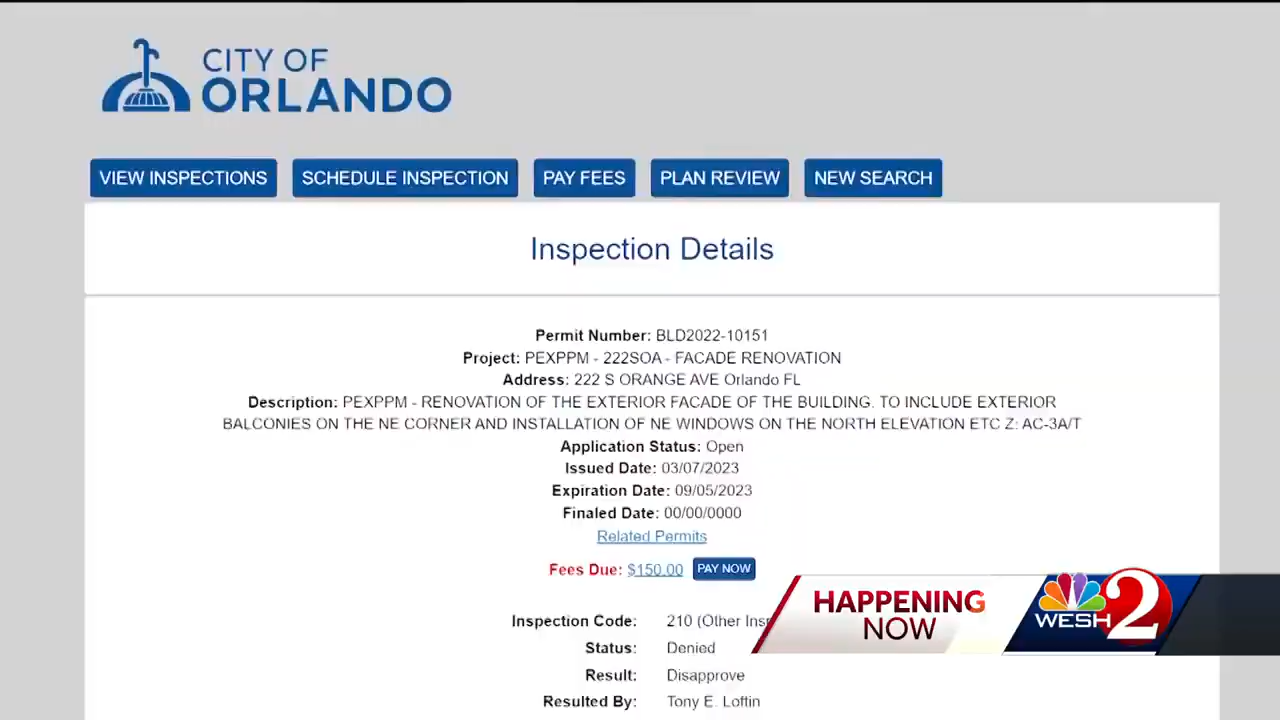 CITY OF
ORLANDO
VIEW INSPECTIONS SCHEDULE INSPECTION PAY FEES PLAN REVIEW NEW SEARCH
Inspection Details
Permit Number: BLD2022-10151
Project: PEXPPM - 222SOA - FACADE RENOVATION
Address: 222 S ORANGE AVE Orlando FL
Description: PEXPPM - RENOVATION OF THE EXTERIOR FACADE OF THE BUILDING. TO INCLUDE EXTERIOR
BALCONIES ON THE NE CORNER AND INSTALLATION OF NE WINDOWS ON THE NORTH ELEVATION ETC Z: AC-3A/T
Application Status: Open
Issued Date: 03/07/2023
Expiration Date: 09/05/2023
Finaled Date: 00/00/0000
Related Permits
Fees Due: $150.00 PAY NOW
Inspection Code: 210 (Other
Status: Denied
Result: Disapprove
Resulted By: Tony E. Loftin
HAPPENING
NOW
WESH 2